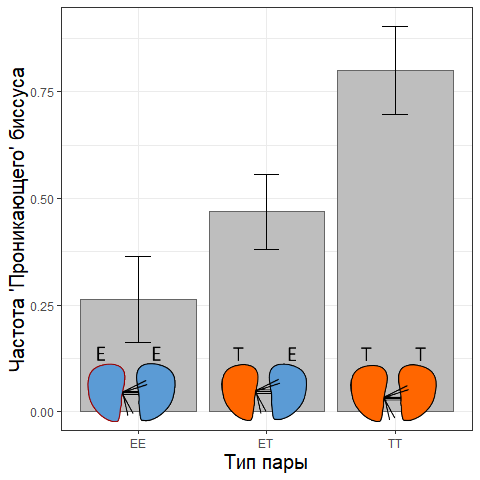 Частота 'Проникающего' биссуса
0.75
0.50
0.25
0.00
E E T E T T
EE ET TT
Тип пары